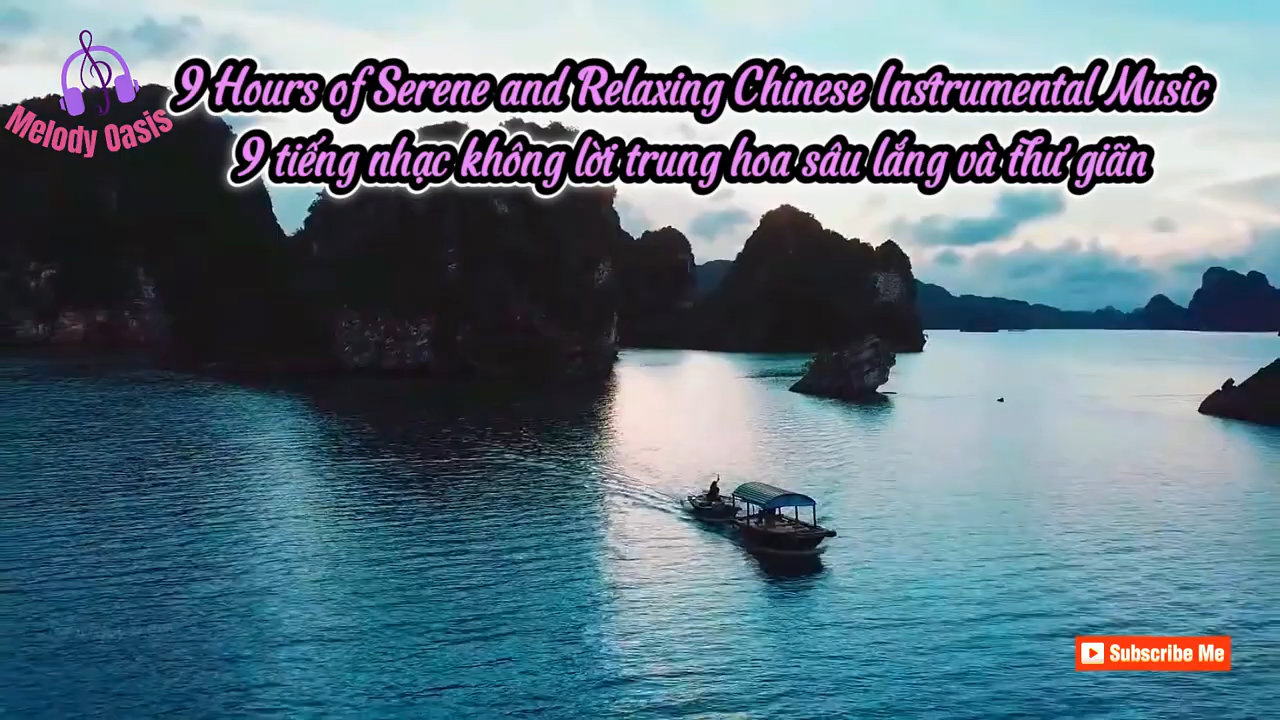 Melody Oasis
9 Hours of Serene and Relaxing Chinese Instrumental Music
9 tiếng nhạc không lời trung hoa sâu lắng và thư giãn
Subscribe Me